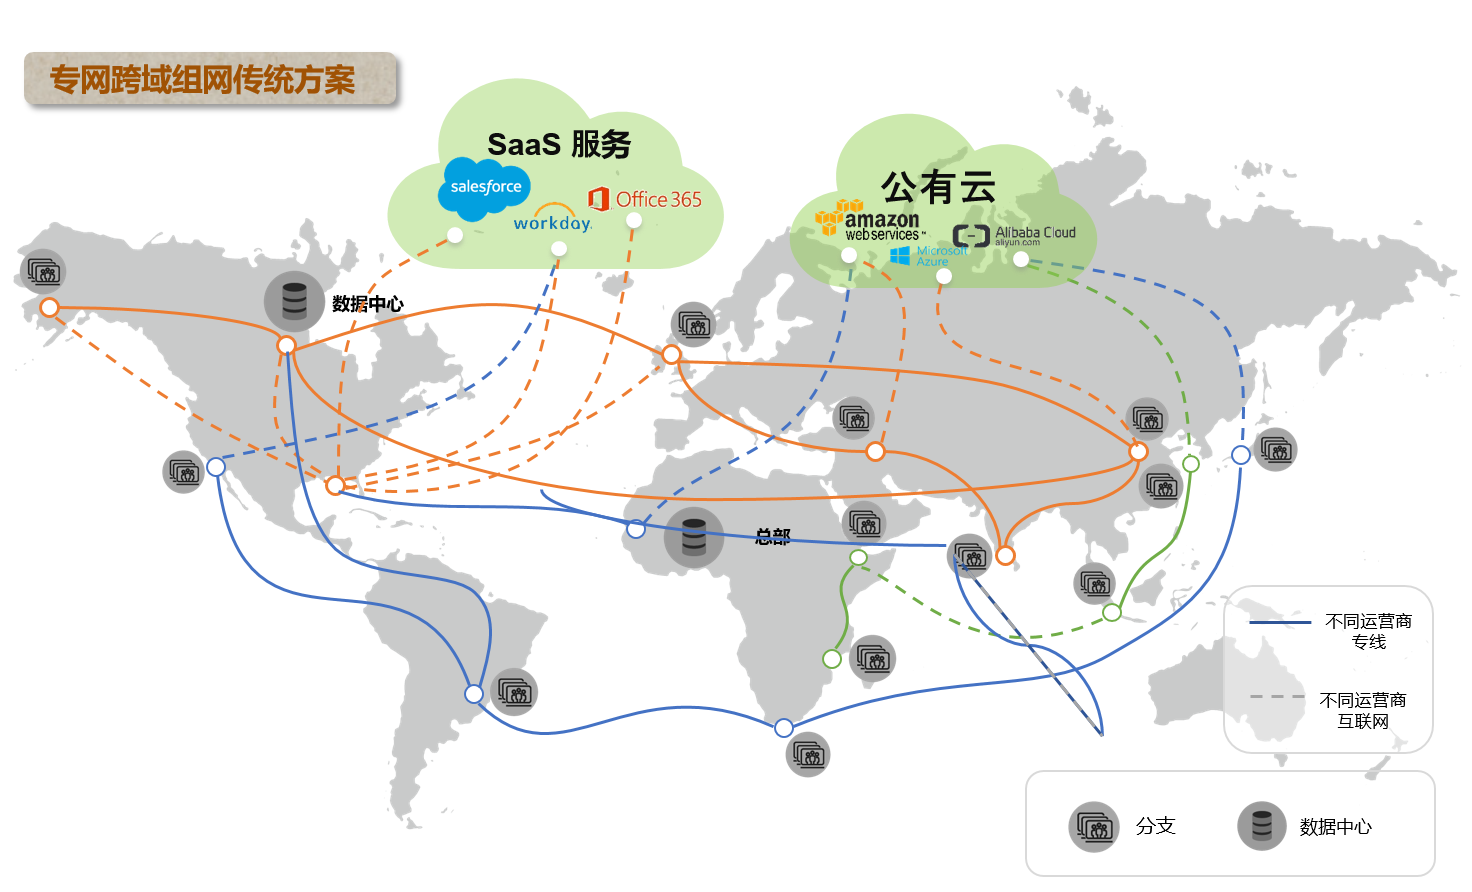 专网跨域组网传统方案
SaaS 服务
salesforce
workday.
Office 365
公有云
amazon
web services™
Microsoft
Azure
Alibaba Cloud
aliyun.com
数据中心
总部
不同运营商
专线
不同运营商
互联网
分支
数据中心